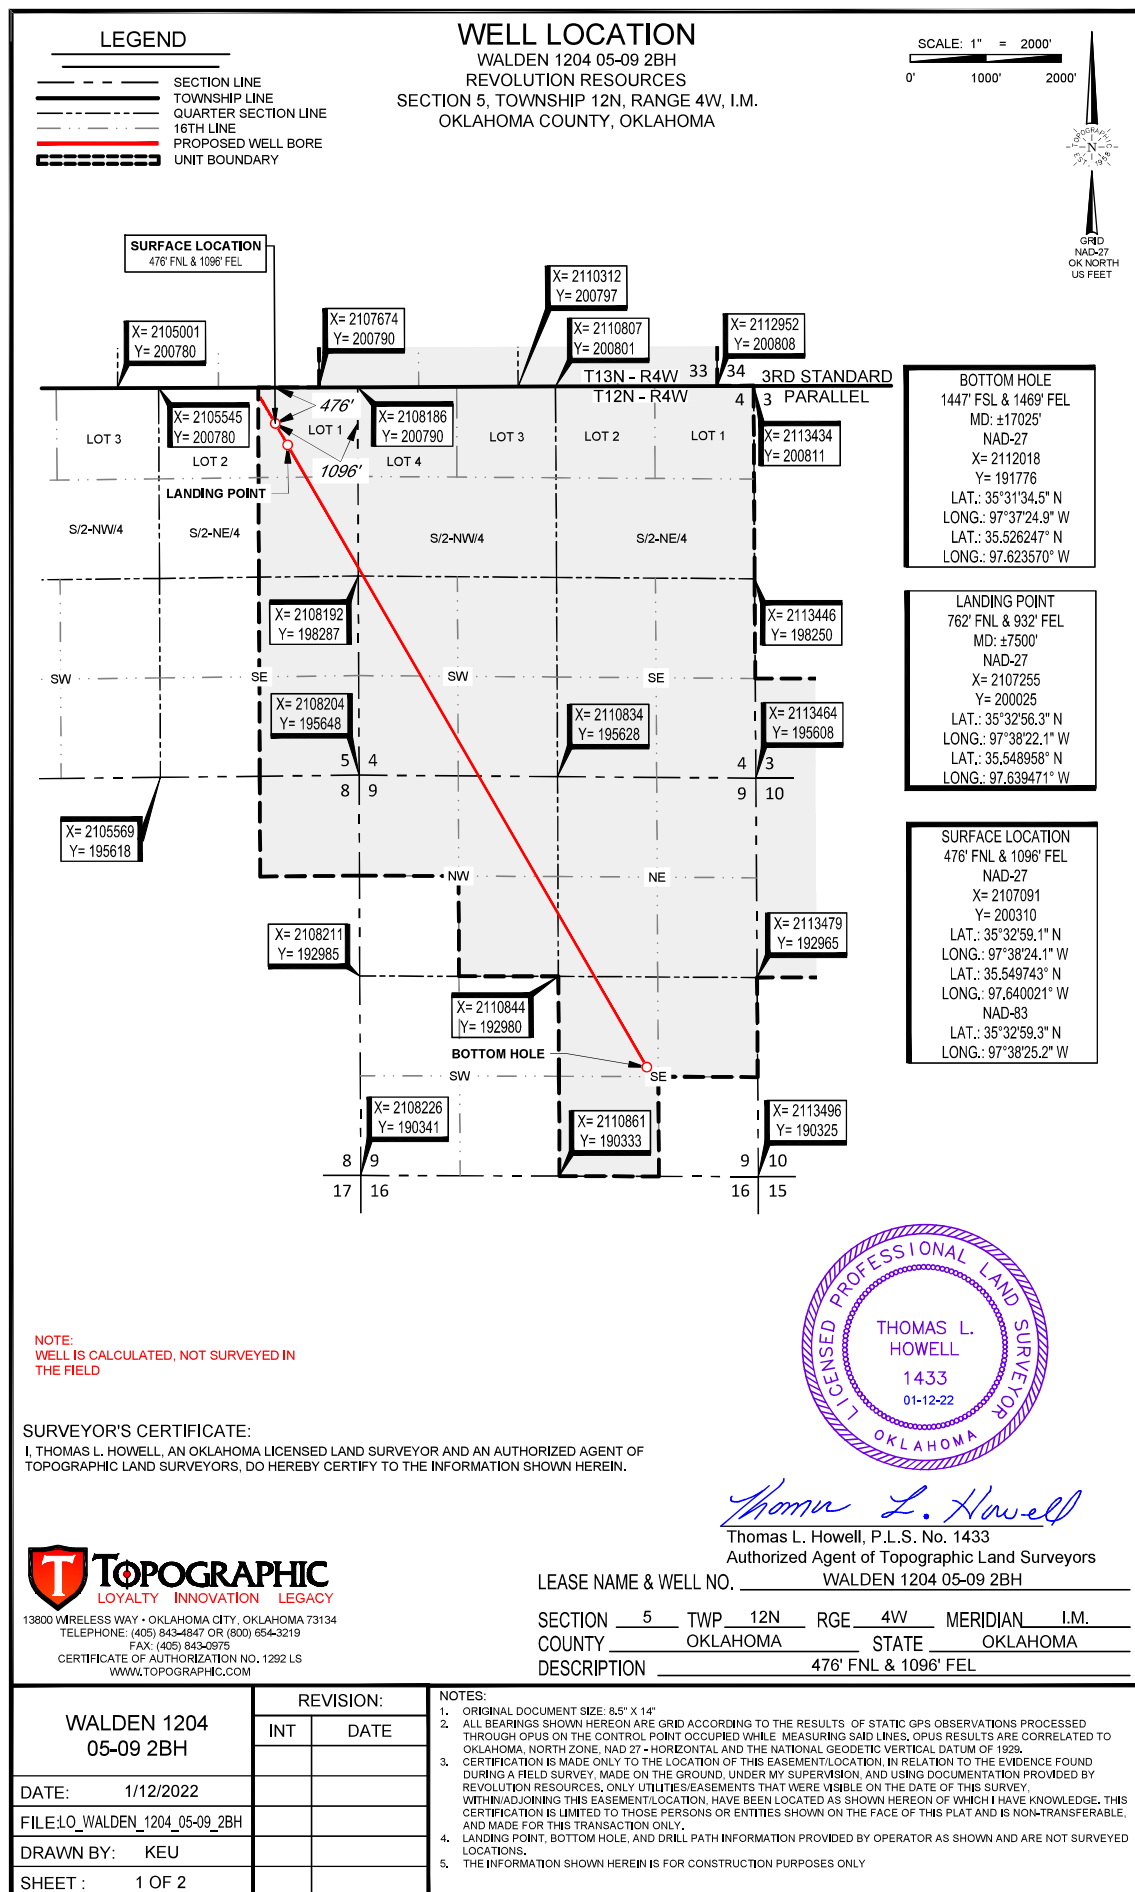 LEGEND
SECTION LINE
TOWNSHIP LINE
QUARTER SECTION LINE
16TH LINE
PROPOSED WELL BORE
UNIT BOUNDARY
WELL LOCATION
WALDEN 1204 05-09 2BH
REVOLUTION RESOURCES
SECTION 5, TOWNSHIP 12N, RANGE 4W, I.M.
OKLAHOMA COUNTY, OKLAHOMA
SCALE: 1" = 2000'
0' 1000' 2000'
TOPOGRAPHIC
N
EST. 1958
GRID
NAD-27
OK NORTH
US FEET
SURFACE LOCATION
476' FNL & 1096' FEL
X= 2110312
Y= 200797
X= 2105001
Y= 200780
X= 2107674
Y= 200790
X= 2110807
Y= 200801
X= 2112952
Y= 200808
T13N - R4W 33 34 3RD STANDARD
T12N - R4W 4 3 PARALLEL
X= 2105545
Y= 200780
476'
X= 2108186
Y= 200790
X= 2113434
Y= 200811
LOT 3
LOT 2
LOT 1
LOT 4
LOT 3
LOT 2
LOT 1
1096'
LANDING POINT
S/2-NW/4
S/2-NE/4
S/2-NW/4
S/2-NE/4
X= 2108192
Y= 198287
X= 2113446
Y= 198250
SW
SE
SW
SE
X= 2108204
Y= 195648
X= 2110834
Y= 195628
X= 2113464
Y= 195608
5 4
8 9
4 3
9 10
X= 2105569
Y= 195618
NW
NE
X= 2108211
Y= 192985
X= 2113479
Y= 192965
X= 2110844
Y= 192980
BOTTOM HOLE
SW
SE
X= 2108226
Y= 190341
X= 2110861
Y= 190333
X= 2113496
Y= 190325
8 9
17 16
9 10
16 15
BOTTOM HOLE
1447' FSL & 1469' FEL
MD: ±17025'
NAD-27
X= 2112018
Y= 191776
LAT.: 35°31'34.5" N
LONG.: 97°37'24.9" W
LAT.: 35.526247° N
LONG.: 97.623570° W
LANDING POINT
762' FNL & 932' FEL
MD: ±7500'
NAD-27
X= 2107255
Y= 200025
LAT.: 35°32'56.3" N
LONG.: 97°38'22.1" W
LAT.: 35.548958° N
LONG.: 97.639471° W
SURFACE LOCATION
476' FNL & 1096' FEL
NAD-27
X= 2107091
Y= 200310
LAT.: 35°32'59.1" N
LONG.: 97°38'24.1" W
LAT.: 35.549743° N
LONG.: 97.640021° W
NAD-83
LAT.: 35°32'59.3" N
LONG.: 97°38'25.2" W
LICENSED PROFESSIONAL LAND SURVEYOR
THOMAS L.
HOWELL
1433
01-12-22
OKLAHOMA
NOTE:
WELL IS CALCULATED, NOT SURVEYED IN
THE FIELD
SURVEYOR'S CERTIFICATE:
I, THOMAS L. HOWELL, AN OKLAHOMA LICENSED LAND SURVEYOR AND AN AUTHORIZED AGENT OF
TOPOGRAPHIC LAND SURVEYORS, DO HEREBY CERTIFY TO THE INFORMATION SHOWN HEREIN.
Thomas L. Howell
Thomas L. Howell, P.L.S. No. 1433
Authorized Agent of Topographic Land Surveyors
T TOPOGRAPHIC
LOYALTY INNOVATION LEGACY
13800 WIRELESS WAY • OKLAHOMA CITY, OKLAHOMA 73134
TELEPHONE: (405) 843-4847 OR (800) 654-3219
FAX: (405) 843-0975
CERTIFICATE OF AUTHORIZATION NO. 1292 LS
WWW.TOPOGRAPHIC.COM
LEASE NAME & WELL NO. WALDEN 1204 05-09 2BH
SECTION 5 TWP 12N RGE 4W MERIDIAN I.M.
COUNTY OKLAHOMA STATE OKLAHOMA
DESCRIPTION 476' FNL & 1096' FEL
WALDEN 1204
05-09 2BH
REVISION:
INT DATE
DATE: 1/12/2022
FILE:LO_WALDEN_1204_05-09_2BH
DRAWN BY: KEU
SHEET : 1 OF 2
NOTES:
1. ORIGINAL DOCUMENT SIZE: 8.5" X 14"
2. ALL BEARINGS SHOWN HEREON ARE GRID ACCORDING TO THE RESULTS OF STATIC GPS OBSERVATIONS PROCESSED
THROUGH OPUS ON THE CONTROL POINT OCCUPIED WHILE MEASURING SAID LINES. OPUS RESULTS ARE CORRELATED TO
OKLAHOMA, NORTH ZONE, NAD 27 - HORIZONTAL AND THE NATIONAL GEODETIC VERTICAL DATUM OF 1929.
3. CERTIFICATION IS MADE ONLY TO THE LOCATION OF THIS EASEMENT/LOCATION, IN RELATION TO THE EVIDENCE FOUND
DURING A FIELD SURVEY, MADE ON THE GROUND, UNDER MY SUPERVISION, AND USING DOCUMENTATION PROVIDED BY
REVOLUTION RESOURCES. ONLY UTILITIES/EASEMENTS THAT WERE VISIBLE ON THE DATE OF THIS SURVEY,
WITHIN/ADJOINING THIS EASEMENT/LOCATION, HAVE BEEN LOCATED AS SHOWN HEREON OF WHICH I HAVE KNOWLEDGE. THIS
CERTIFICATION IS LIMITED TO THOSE PERSONS OR ENTITIES SHOWN ON THE FACE OF THIS PLAT AND IS NON-TRANSFERABLE,
AND MADE FOR THIS TRANSACTION ONLY.
4. LANDING POINT, BOTTOM HOLE, AND DRILL PATH INFORMATION PROVIDED BY OPERATOR AS SHOWN AND ARE NOT SURVEYED
LOCATIONS.
5. THE INFORMATION SHOWN HEREIN IS FOR CONSTRUCTION PURPOSES ONLY